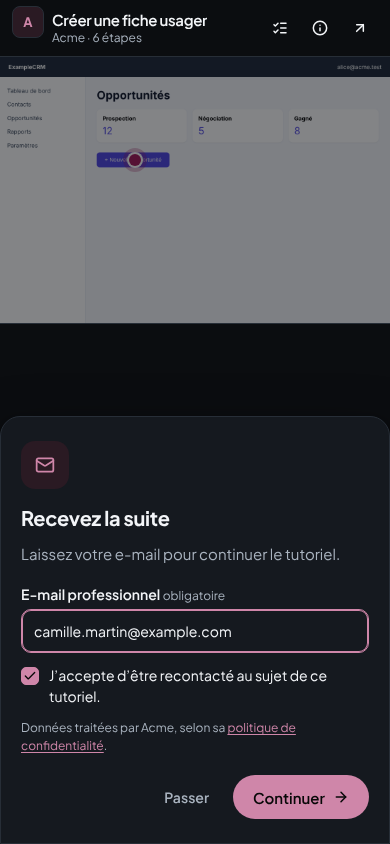 A
Créer une fiche usager
Acme · 6 étapes
ExampleCRM
alice@acme.test
Tableau de bord
Contacts
Opportunités
Rapports
Paramètres
Opportunités
Prospection
12
Négociation
5
Gagné
8
Recevez la suite
Laissez votre e-mail pour continuer le tutoriel.
E-mail professionnel obligatoire
camille.martin@example.com
J’accepte d’être recontacté au sujet de ce
tutoriel.
Données traitées par Acme, selon sa politique de
confidentialité.
Passer
Continuer